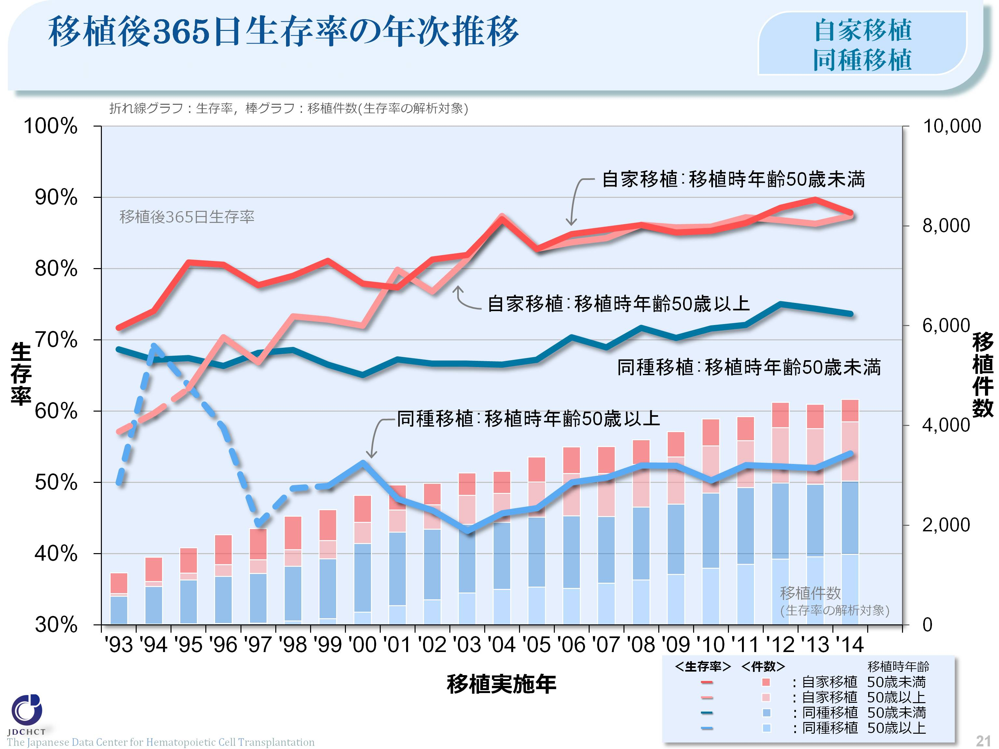 移植後365日生存率の年次推移
自家移植
同種移植
折れ線グラフ：生存率，棒グラフ：移植件数(生存率の解析対象)
100%
90%
80%
70%
60%
50%
40%
30%
生存率
10,000
8,000
6,000
4,000
2,000
0
移植件数
移植後365日生存率
自家移植：移植時年齢50歳未満
自家移植：移植時年齢50歳以上
同種移植：移植時年齢50歳未満
同種移植：移植時年齢50歳以上
移植件数
(生存率の解析対象)
'93 '94 '95 '96 '97 '98 '99 '00 '01 '02 '03 '04 '05 '06 '07 '08 '09 '10 '11 '12 '13 '14
移植実施年
＜生存率＞ ＜件数＞ 移植時年齢
：自家移植 50歳未満
：自家移植 50歳以上
：同種移植 50歳未満
：同種移植 50歳以上
JDCHCT
The Japanese Data Center for Hematopoietic Cell Transplantation
21